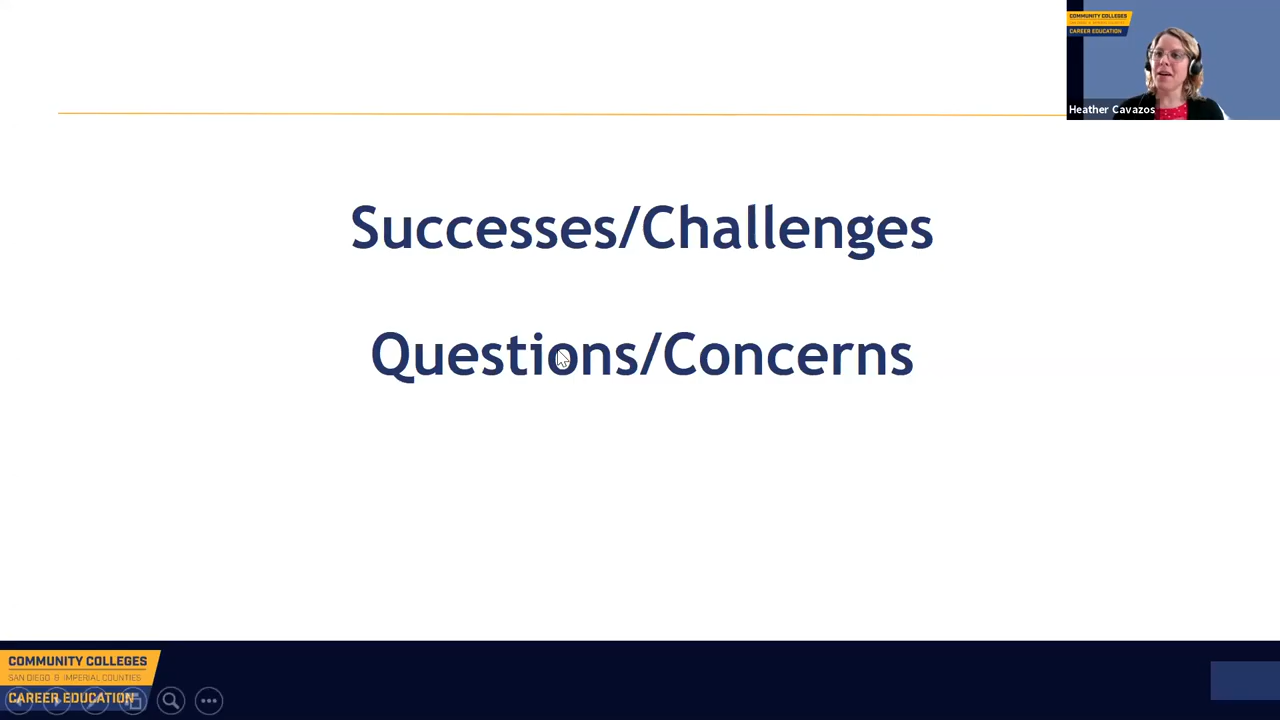 COMMUNITY COLLEGES
CAREER EDUCATION
Heather Cavazos
Successes/Challenges
Questions/Concerns
COMMUNITY COLLEGES
SAN DIEGO & IMPERIAL COUNTIES
CAREER EDUCATION